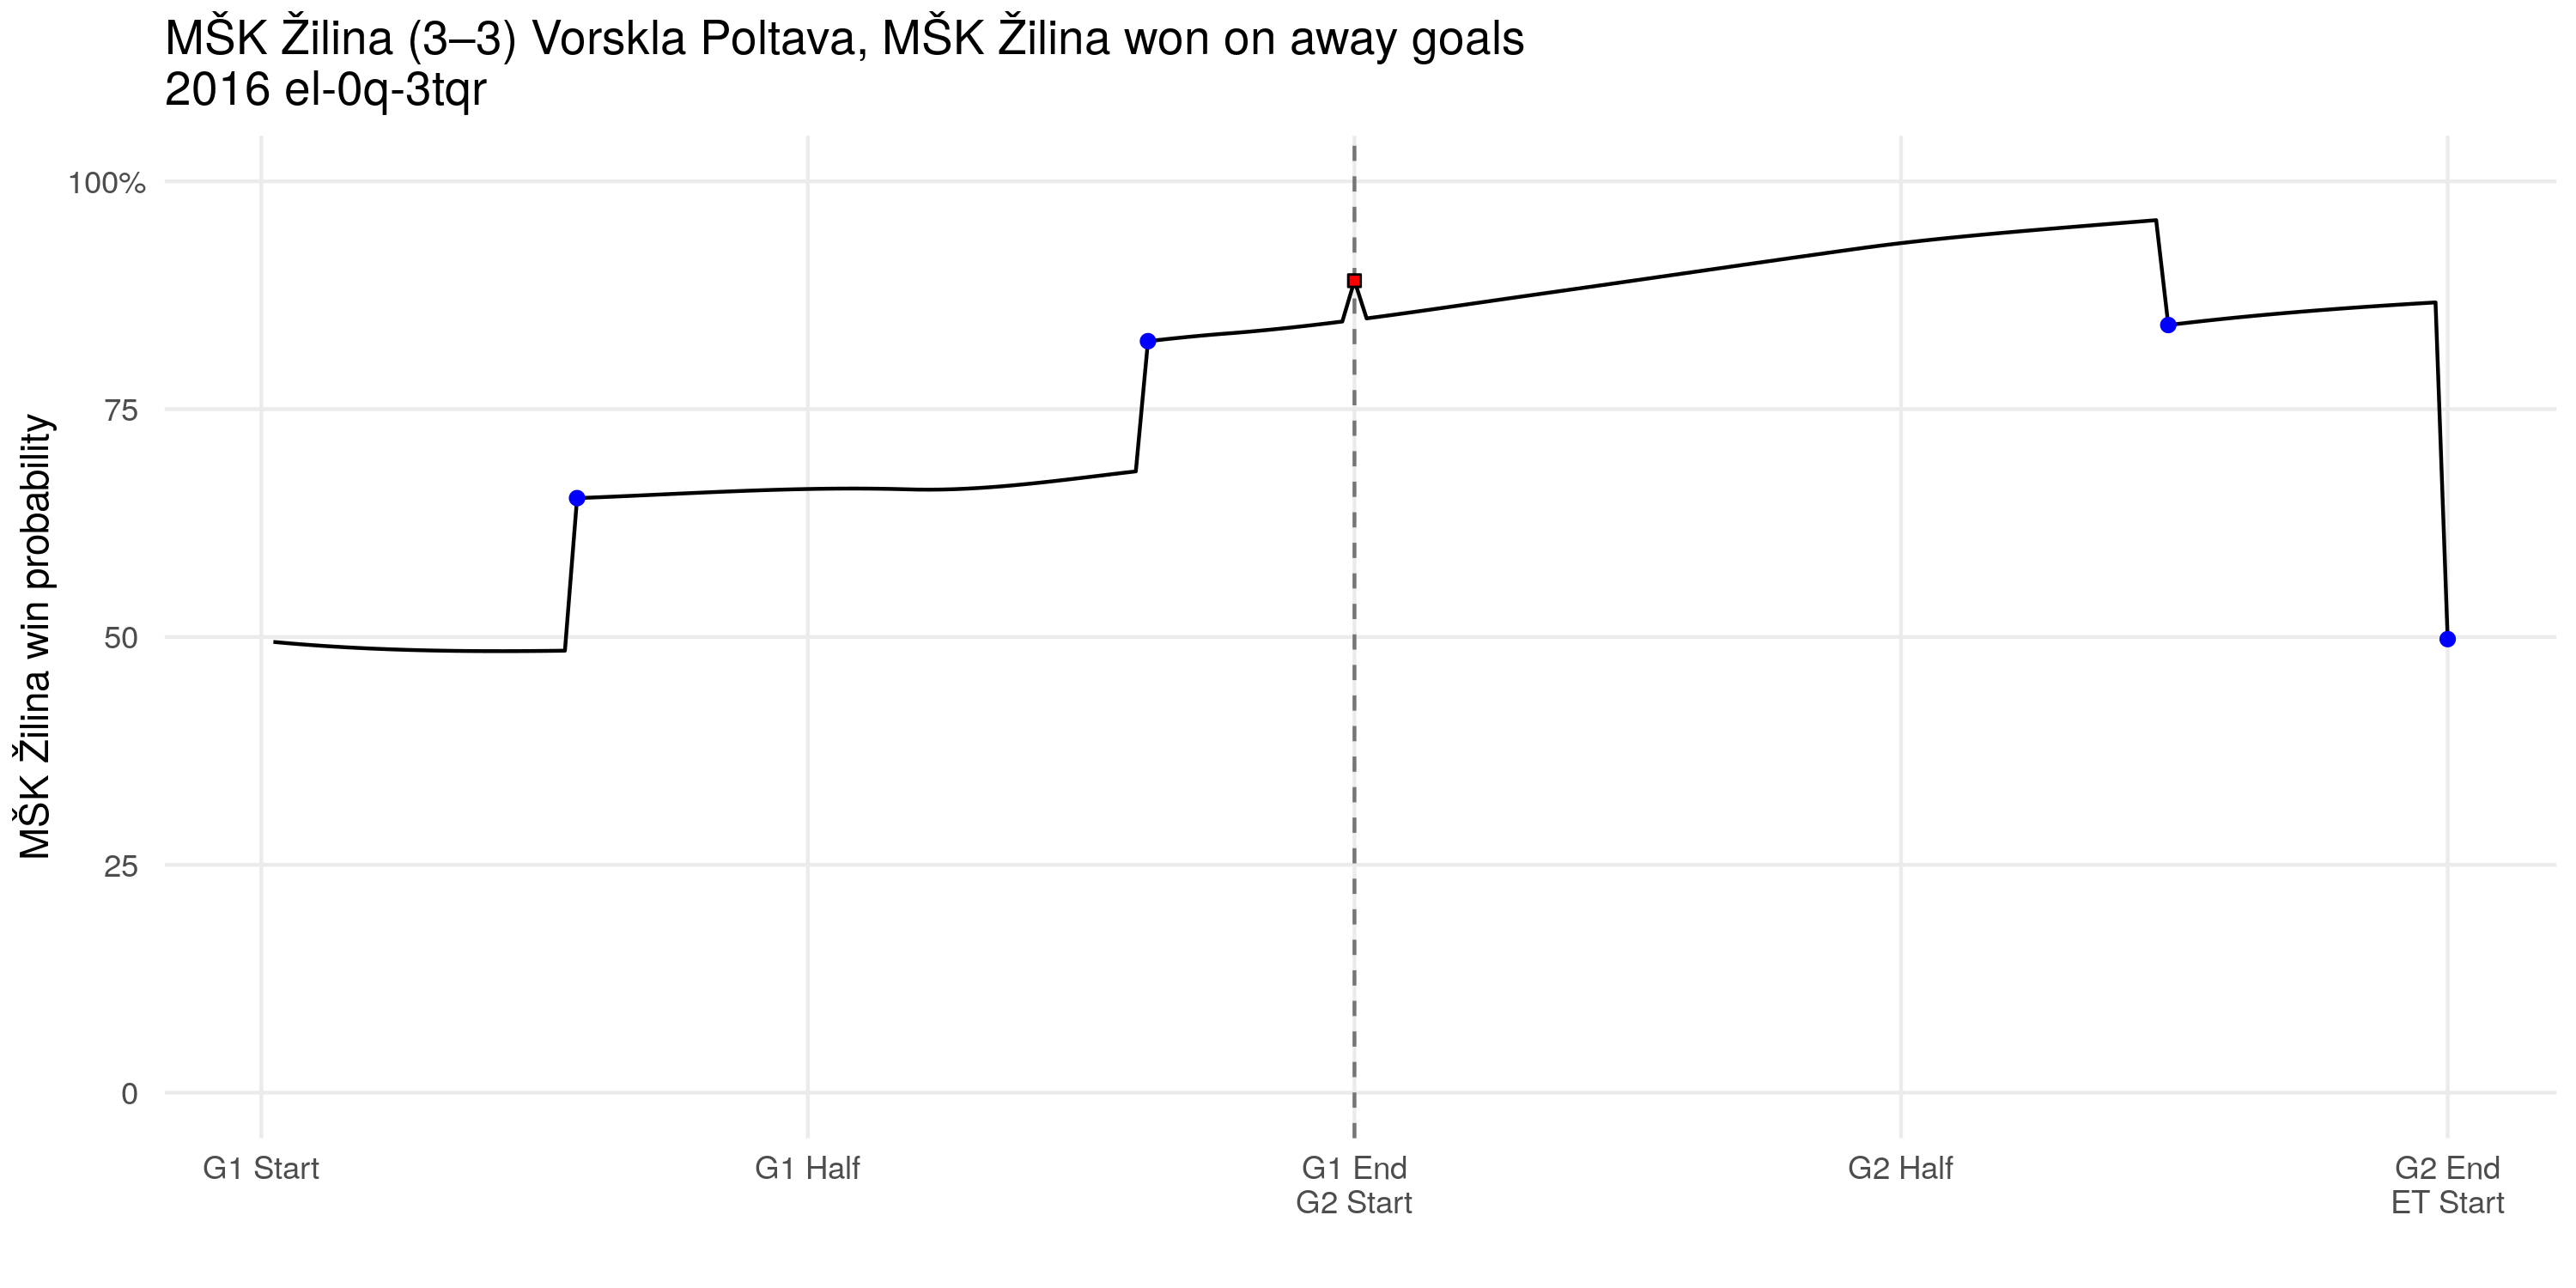 MŠK Žilina (3–3) Vorskla Poltava, MŠK Žilina won on away goals
2016 el-0q-3tqr
MŠK Žilina win probability
100%
75
50
25
0
G1 Start
G1 Half
G1 End
G2 Start
G2 Half
G2 End
ET Start